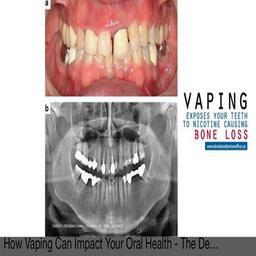 a
VAPING
EXPOSES YOUR TEETH
TO NICOTINE CAUSING
BONE LOSS
b
How Vaping Can Impact Your Oral Health - The De...